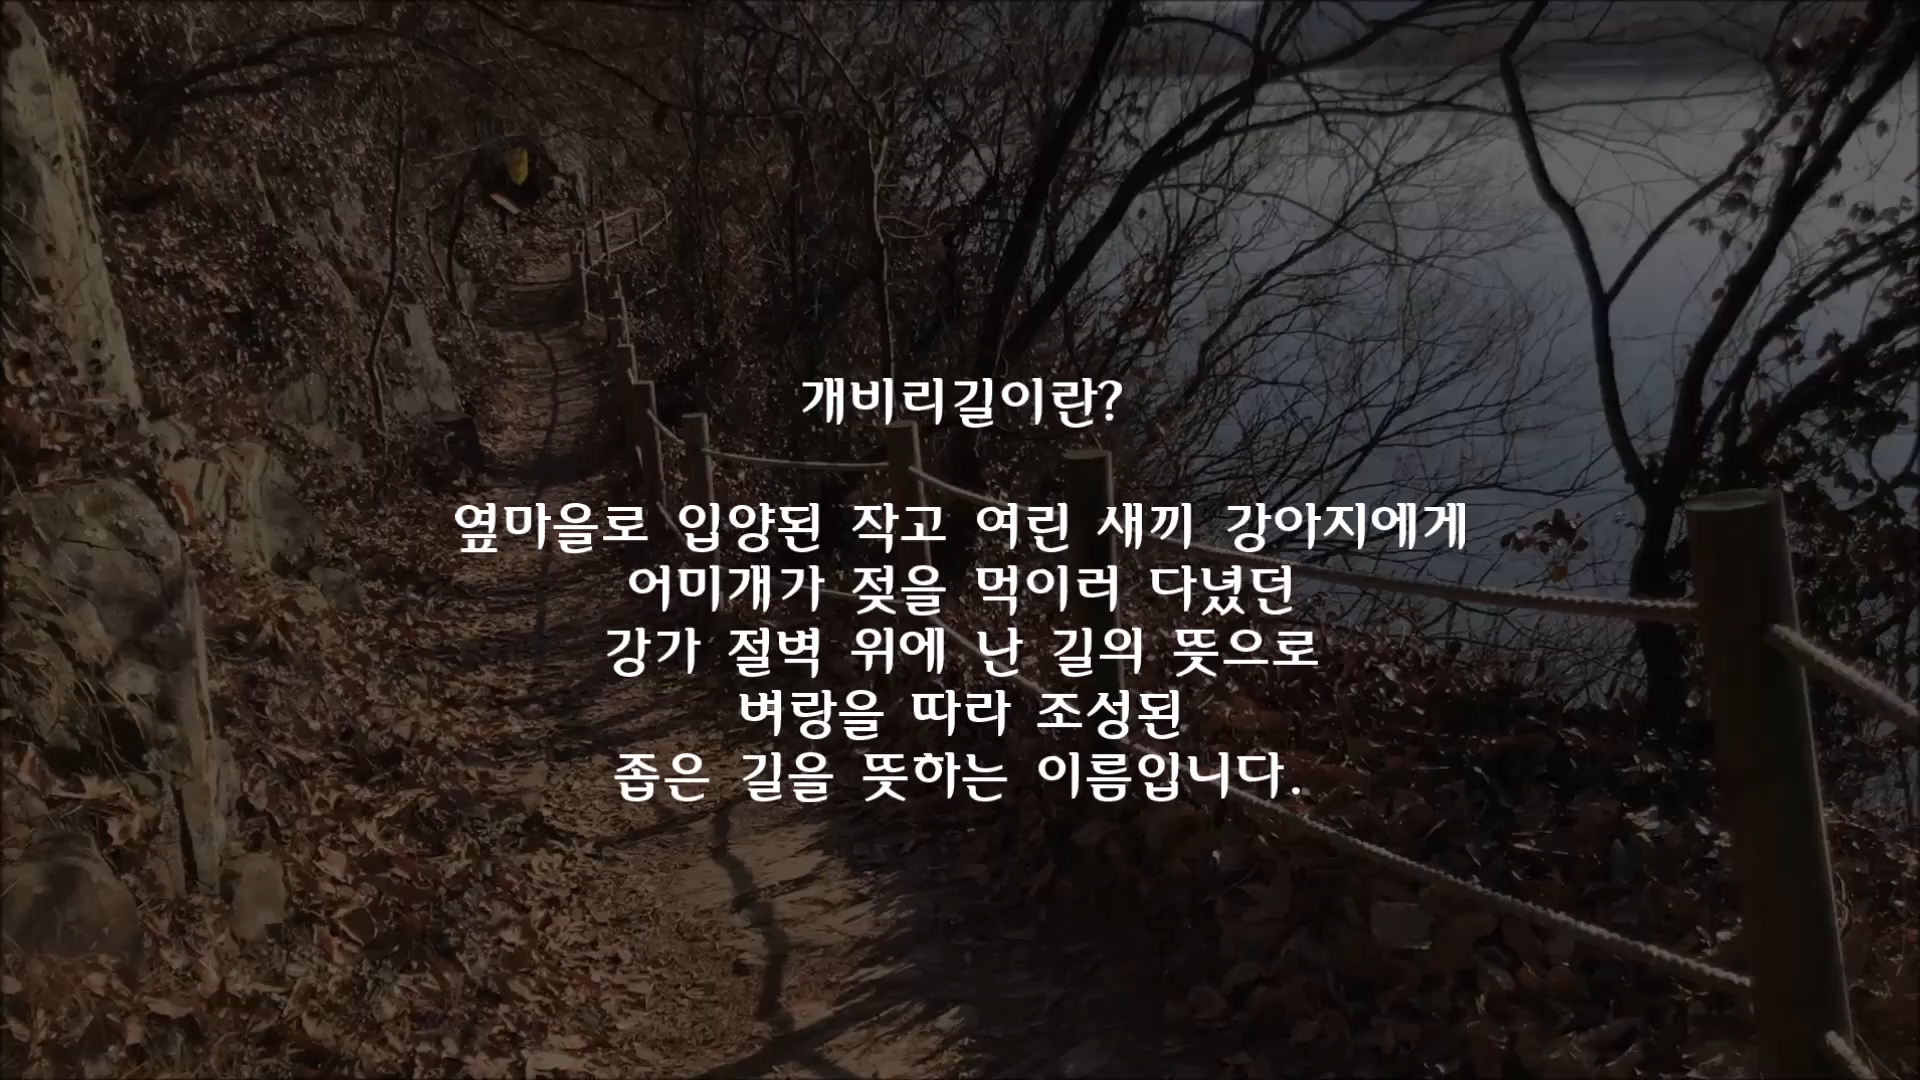 개비리길이란?
옆마을로 입양된 작고 여린 새끼 강아지에게
어미개가 젖을 먹이러 다녔던
강가 절벽 위에 난 길의 뜻으로
벼랑을 따라 조성된
좁은 길을 뜻하는 이름입니다.